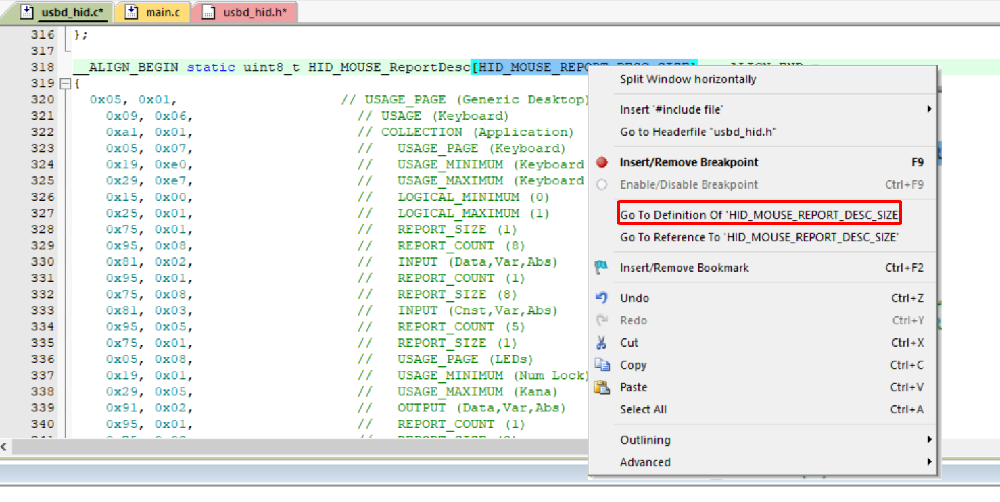 usbd_hid.c* main.c usbd_hid.h*
316 };
317
318 __ALIGN_BEGIN static uint8_t HID_MOUSE_ReportDesc[HID_MOUSE_REPORT_DESC_SIZE] __ALIGN_END =
319 {
320 0x05, 0x01, // USAGE_PAGE (Generic Desktop)
321 0x09, 0x06, // USAGE (Keyboard)
322 0xa1, 0x01, // COLLECTION (Application)
323 0x05, 0x07, // USAGE_PAGE (Keyboard)
324 0x19, 0xe0, // USAGE_MINIMUM (Keyboard
325 0x29, 0xe7, // USAGE_MAXIMUM (Keyboard
326 0x15, 0x00, // LOGICAL_MINIMUM (0)
327 0x25, 0x01, // LOGICAL_MAXIMUM (1)
328 0x75, 0x01, // REPORT_SIZE (1)
329 0x95, 0x08, // REPORT_COUNT (8)
330 0x81, 0x02, // INPUT (Data,Var,Abs)
331 0x95, 0x01, // REPORT_COUNT (1)
332 0x75, 0x08, // REPORT_SIZE (8)
333 0x81, 0x03, // INPUT (Cnst,Var,Abs)
334 0x95, 0x05, // REPORT_COUNT (5)
335 0x75, 0x01, // REPORT_SIZE (1)
336 0x05, 0x08, // USAGE_PAGE (LEDs)
337 0x19, 0x01, // USAGE_MINIMUM (Num Lock)
338 0x29, 0x05, // USAGE_MAXIMUM (Kana)
339 0x91, 0x02, // OUTPUT (Data,Var,Abs)
340 0x95, 0x01, // REPORT_COUNT (1)
Split Window horizontally
Insert '#include file'
Go to Headerfile "usbd_hid.h"
Insert/Remove Breakpoint F9
Enable/Disable Breakpoint Ctrl+F9
Go To Definition Of 'HID_MOUSE_REPORT_DESC_SIZE
Go To Reference To 'HID_MOUSE_REPORT_DESC_SIZE'
Insert/Remove Bookmark Ctrl+F2
Undo Ctrl+Z
Redo Ctrl+Y
Cut Ctrl+X
Copy Ctrl+C
Paste Ctrl+V
Select All Ctrl+A
Outlining
Advanced